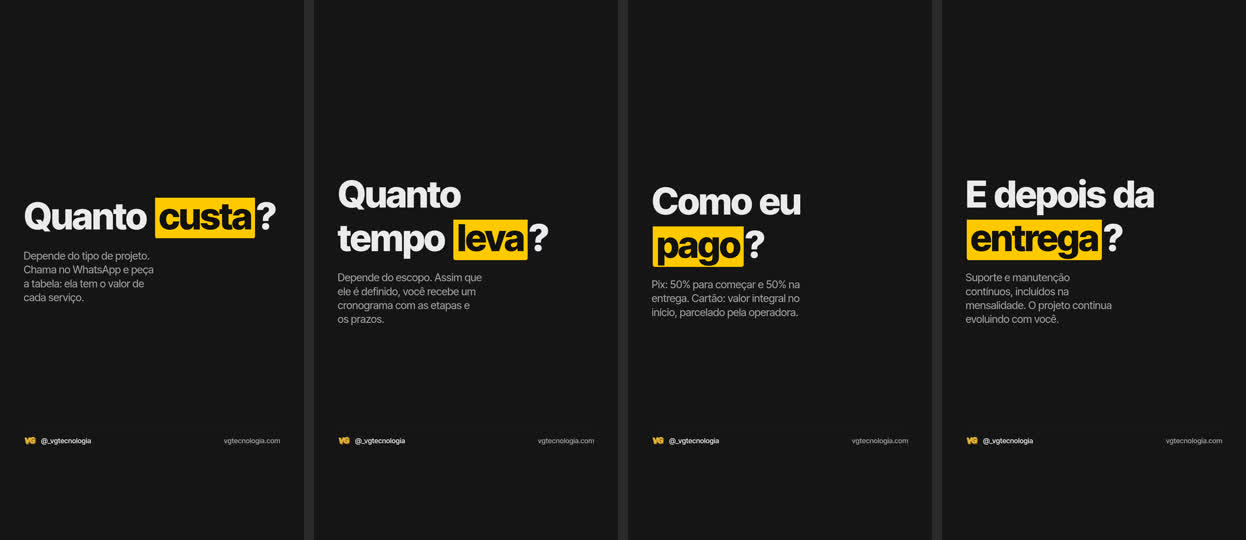 Quanto custa?
Depende do tipo de projeto.
Chama no WhatsApp e peça
a tabela: ela tem o valor de
cada serviço.
VG @_vgtecnologia
vgtecnologia.com
Quanto
tempo leva?
Depende do escopo. Assim que
ele é definido, você recebe um
cronograma com as etapas e
os prazos.
VG @_vgtecnologia
vgtecnologia.com
Como eu
pago?
Pix: 50% para começar e 50% na
entrega. Cartão: valor integral no
início, parcelado pela operadora.
VG @_vgtecnologia
vgtecnologia.com
E depois da
entrega?
Suporte e manutenção
contínuos, incluídos na
mensalidade. O projeto continua
evoluindo com você.
VG @_vgtecnologia
vgtecnologia.com